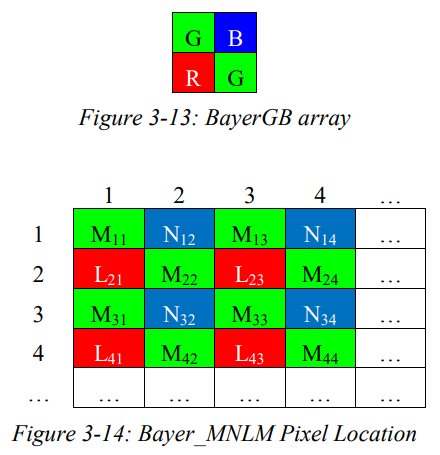 G B
R G
Figure 3-13: BayerGB array
1 2 3 4 …
1 M₁₁ N₁₂ M₁₃ N₁₄ …
2 L₂₁ M₂₂ L₂₃ M₂₄ …
3 M₃₁ N₃₂ M₃₃ N₃₄ …
4 L₄₁ M₄₂ L₄₃ M₄₄ …
… … … … … …
Figure 3-14: Bayer_MNLM Pixel Location